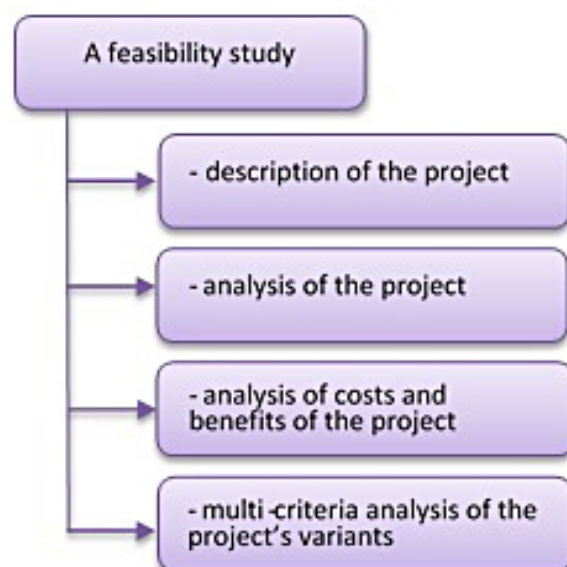 A feasibility study
- description of the project
- analysis of the project
- analysis of costs and
benefits of the project
- multi-criteria analysis of the
project's variants